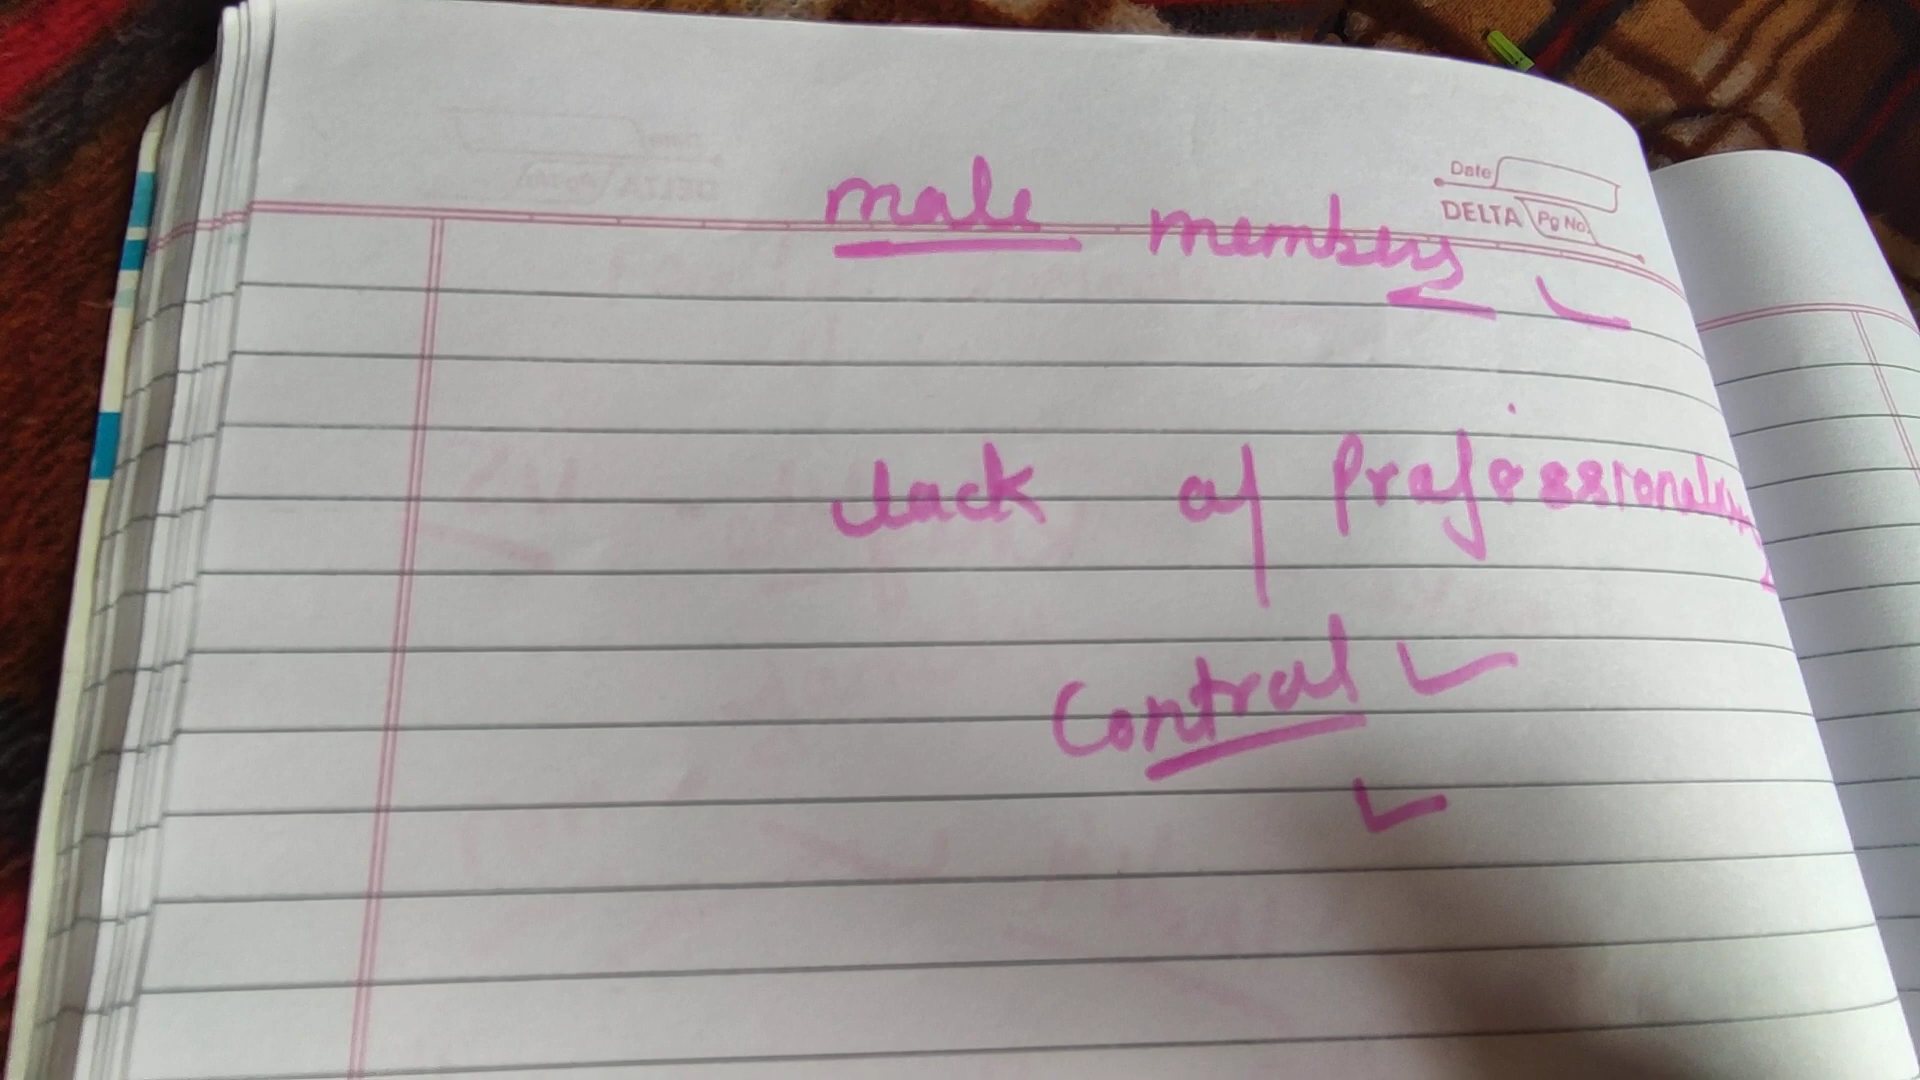 Date
DELTA Pg No.
male members
lack of Professionalism
Control